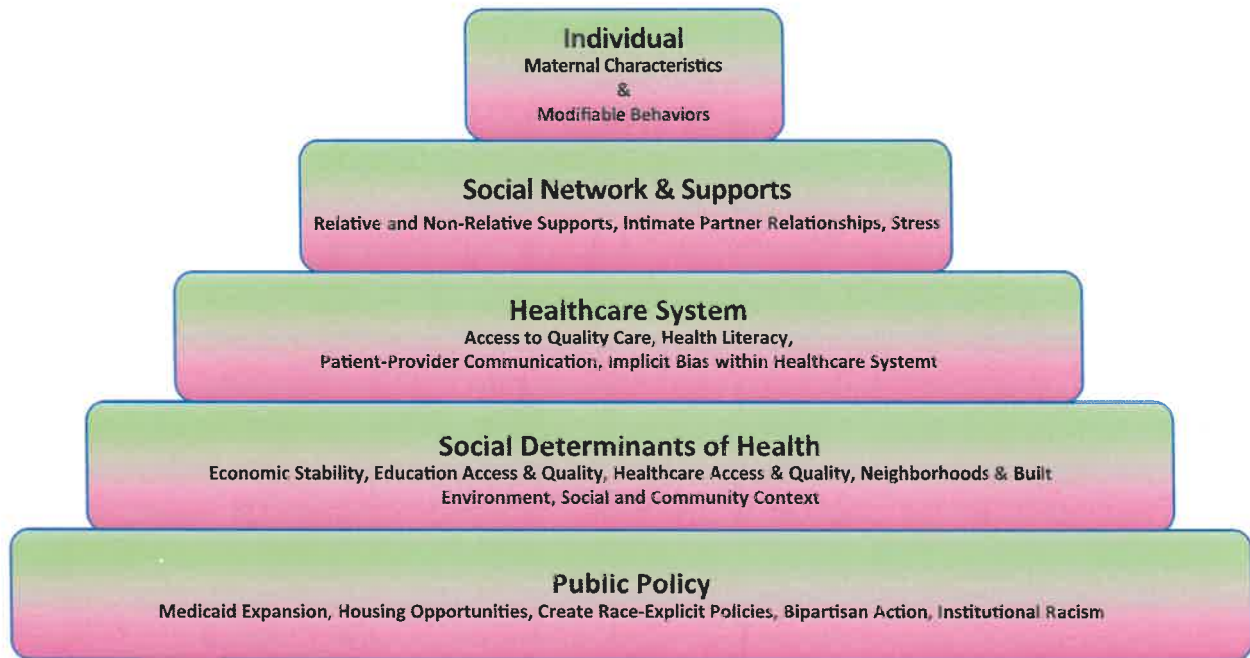 Individual
Maternal Characteristics
&
Modifiable Behaviors
Social Network & Supports
Relative and Non-Relative Supports, Intimate Partner Relationships, Stress
Healthcare System
Access to Quality Care, Health Literacy,
Patient-Provider Communication, Implicit Bias within Healthcare Systemt
Social Determinants of Health
Economic Stability, Education Access & Quality, Healthcare Access & Quality, Neighborhoods & Built
Environment, Social and Community Context
Public Policy
Medicaid Expansion, Housing Opportunities, Create Race-Explicit Policies, Bipartisan Action, Institutional Racism